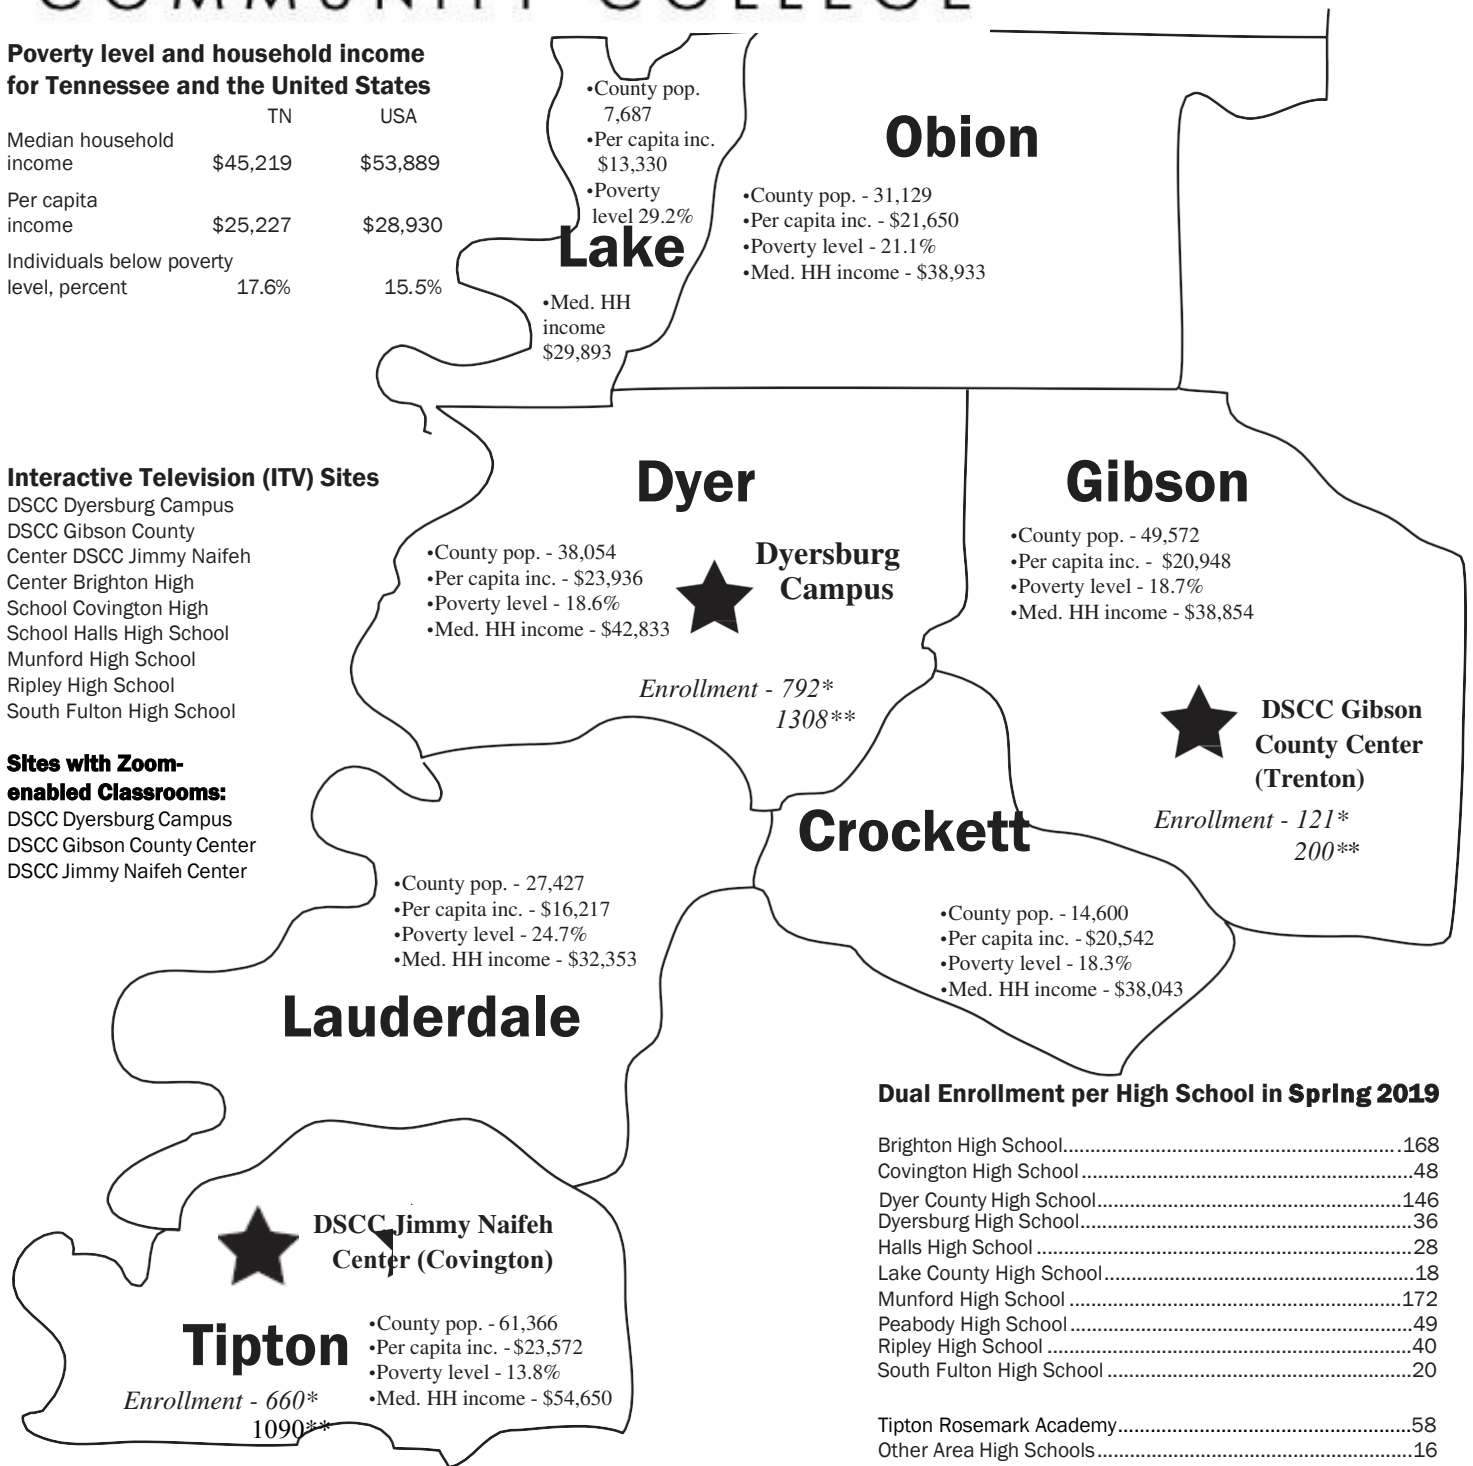 COMMUNITY COLLEGE
Poverty level and household income
for Tennessee and the United States
TN USA
Median household
income $45,219 $53,889
Per capita
income $25,227 $28,930
Individuals below poverty
level, percent 17.6% 15.5%
•County pop.
7,687
•Per capita inc.
$13,330
•Poverty
level 29.2%
Lake
•Med. HH
income
$29,893
Obion
•County pop. - 31,129
•Per capita inc. - $21,650
•Poverty level - 21.1%
•Med. HH income - $38,933
Interactive Television (ITV) Sites
DSCC Dyersburg Campus
DSCC Gibson County
Center DSCC Jimmy Naifeh
Center Brighton High
School Covington High
School Halls High School
Munford High School
Ripley High School
South Fulton High School
Sites with Zoom-
enabled Classrooms:
DSCC Dyersburg Campus
DSCC Gibson County Center
DSCC Jimmy Naifeh Center
Dyer
•County pop. - 38,054
•Per capita inc. - $23,936
•Poverty level - 18.6%
•Med. HH income - $42,833
Dyersburg
Campus
Enrollment - 792*
1308**
Gibson
•County pop. - 49,572
•Per capita inc. - $20,948
•Poverty level - 18.7%
•Med. HH income - $38,854
DSCC Gibson
County Center
(Trenton)
Enrollment - 121*
200**
Crockett
•County pop. - 14,600
•Per capita inc. - $20,542
•Poverty level - 18.3%
•Med. HH income - $38,043
•County pop. - 27,427
•Per capita inc. - $16,217
•Poverty level - 24.7%
•Med. HH income - $32,353
Lauderdale
DSCC Jimmy Naifeh
Center (Covington)
Tipton
•County pop. - 61,366
•Per capita inc. - $23,572
•Poverty level - 13.8%
•Med. HH income - $54,650
Enrollment - 660*
1090**
Dual Enrollment per High School in Spring 2019
Brighton High School.................................................................168
Covington High School.................................................................48
Dyer County High School.................................................................146
Dyersburg High School.................................................................36
Halls High School.................................................................28
Lake County High School.................................................................18
Munford High School.................................................................172
Peabody High School.................................................................49
Ripley High School.................................................................40
South Fulton High School.................................................................20
Tipton Rosemark Academy.................................................................58
Other Area High Schools.................................................................16